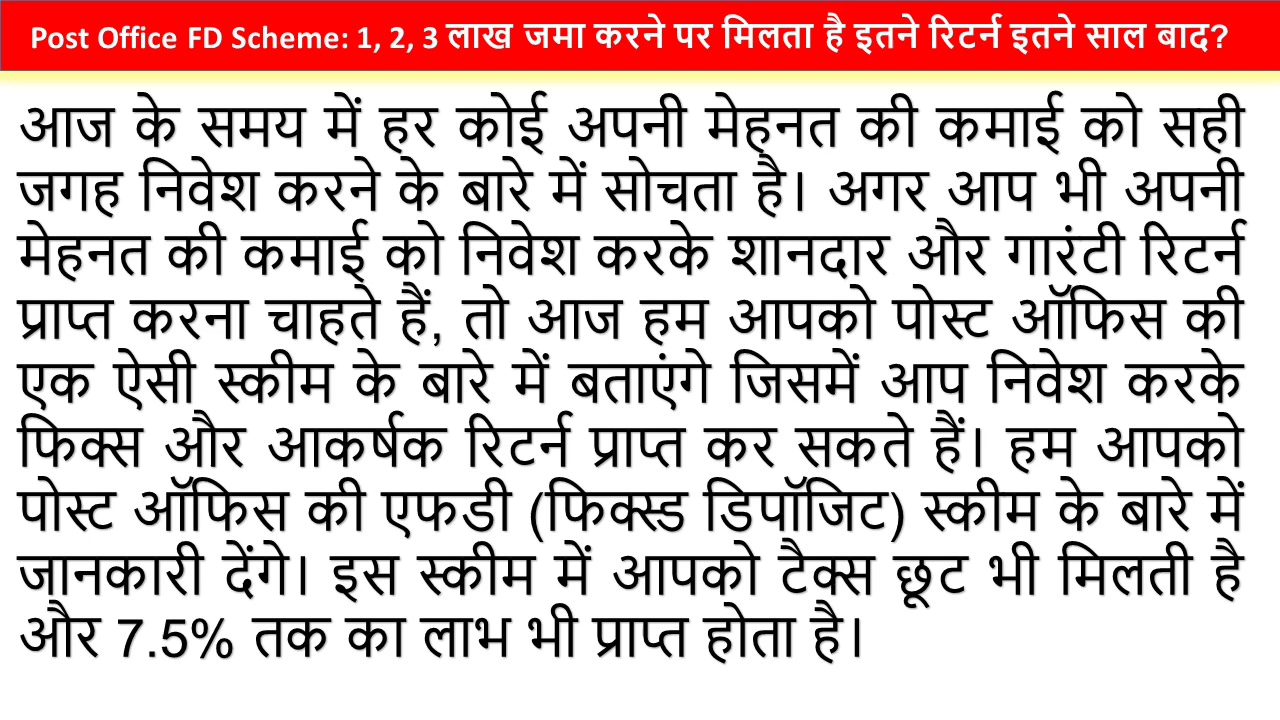 Post Office FD Scheme: 1, 2, 3 लाख जमा करने पर मिलता है इतने रिटर्न इतने साल बाद?
आज के समय में हर कोई अपनी मेहनत की कमाई को सही
जगह निवेश करने के बारे में सोचता है। अगर आप भी अपनी
मेहनत की कमाई को निवेश करके शानदार और गारंटी रिटर्न
प्राप्त करना चाहते हैं, तो आज हम आपको पोस्ट ऑफिस की
एक ऐसी स्कीम के बारे में बताएंगे जिसमें आप निवेश करके
फिक्स और आकर्षक रिटर्न प्राप्त कर सकते हैं। हम आपको
पोस्ट ऑफिस की एफडी (फिक्स्ड डिपॉजिट) स्कीम के बारे में
जानकारी देंगे। इस स्कीम में आपको टैक्स छूट भी मिलती है
और 7.5% तक का लाभ भी प्राप्त होता है।